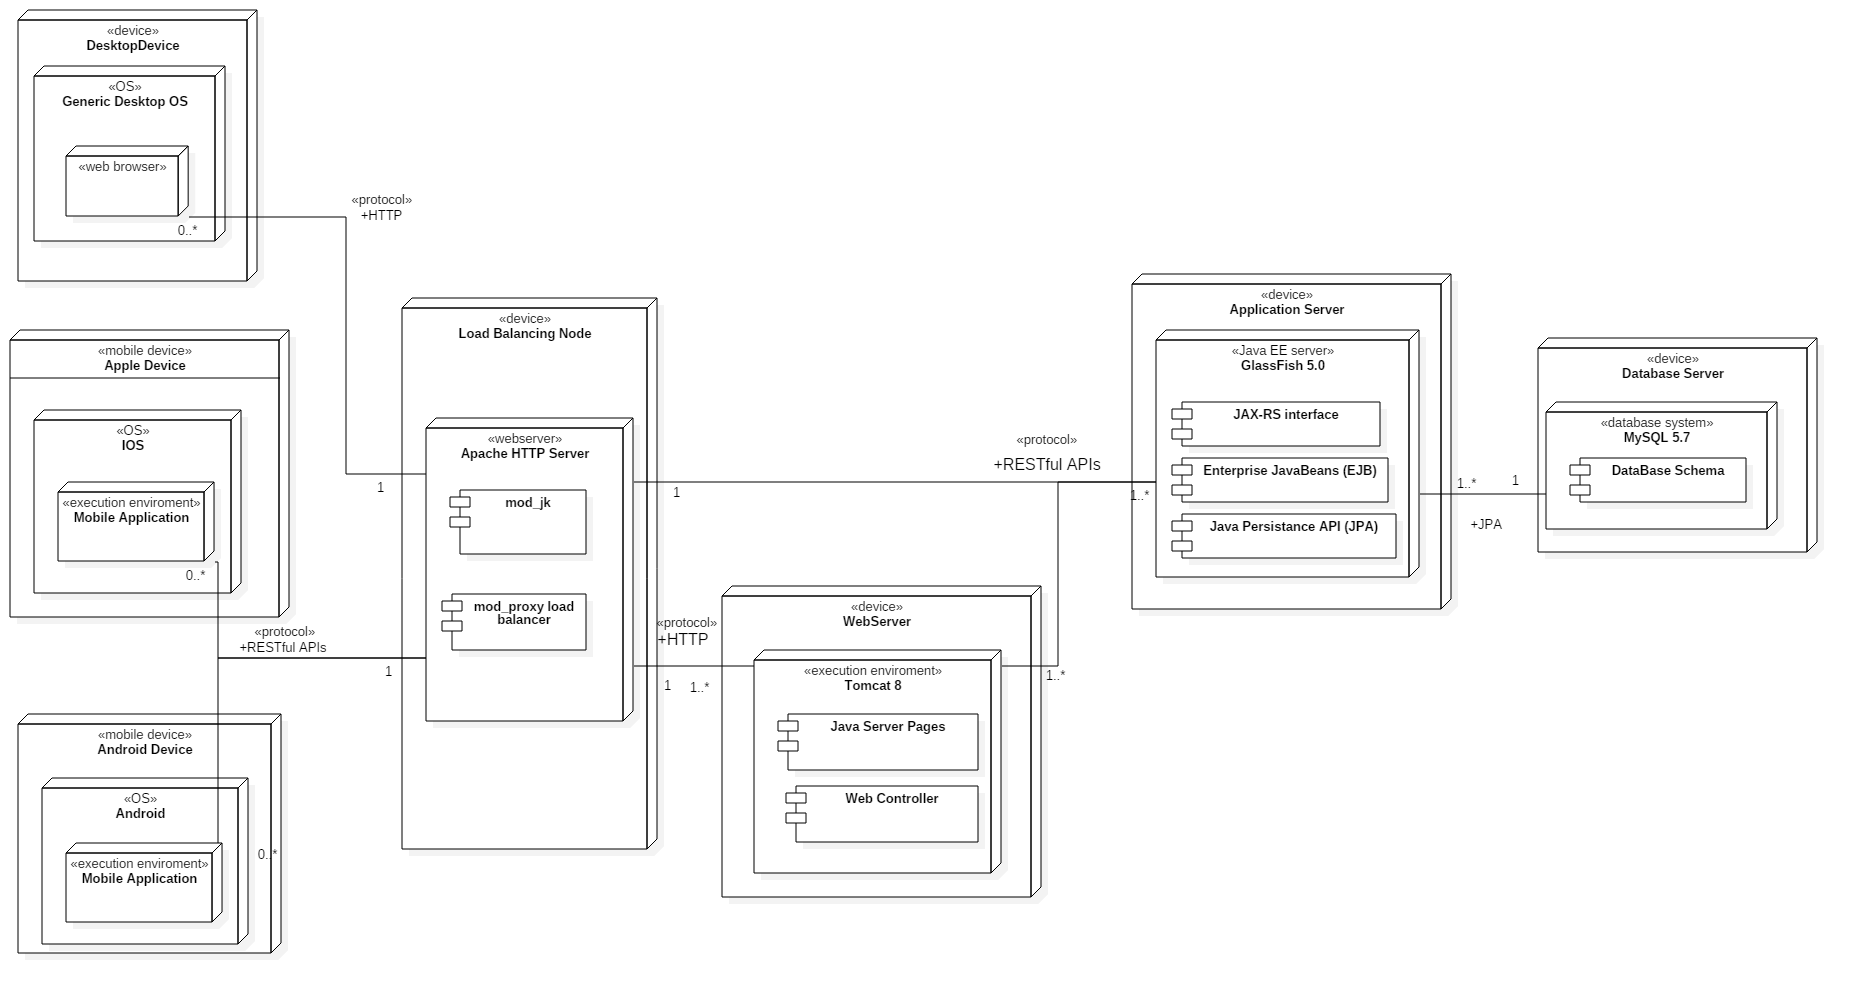 «device»
DesktopDevice
«OS»
Generic Desktop OS
«web browser»
0..*
«protocol»
+HTTP
«mobile device»
Apple Device
«OS»
IOS
«execution enviroment»
Mobile Application
0..*
«protocol»
+RESTful APIs
1
1
«mobile device»
Android Device
«OS»
Android
«execution enviroment»
Mobile Application
0..*
«device»
Load Balancing Node
«webserver»
Apache HTTP Server
mod_jk
mod_proxy load
balancer
1
«protocol»
+HTTP
1
1..*
«device»
WebServer
«execution enviroment»
Tomcat 8
Java Server Pages
Web Controller
1..*
«protocol»
+RESTful APIs
1..*
«device»
Application Server
«Java EE server»
GlassFish 5.0
JAX-RS interface
Enterprise JavaBeans (EJB)
Java Persistance API (JPA)
1..*
1
+JPA
«device»
Database Server
«database system»
MySQL 5.7
DataBase Schema